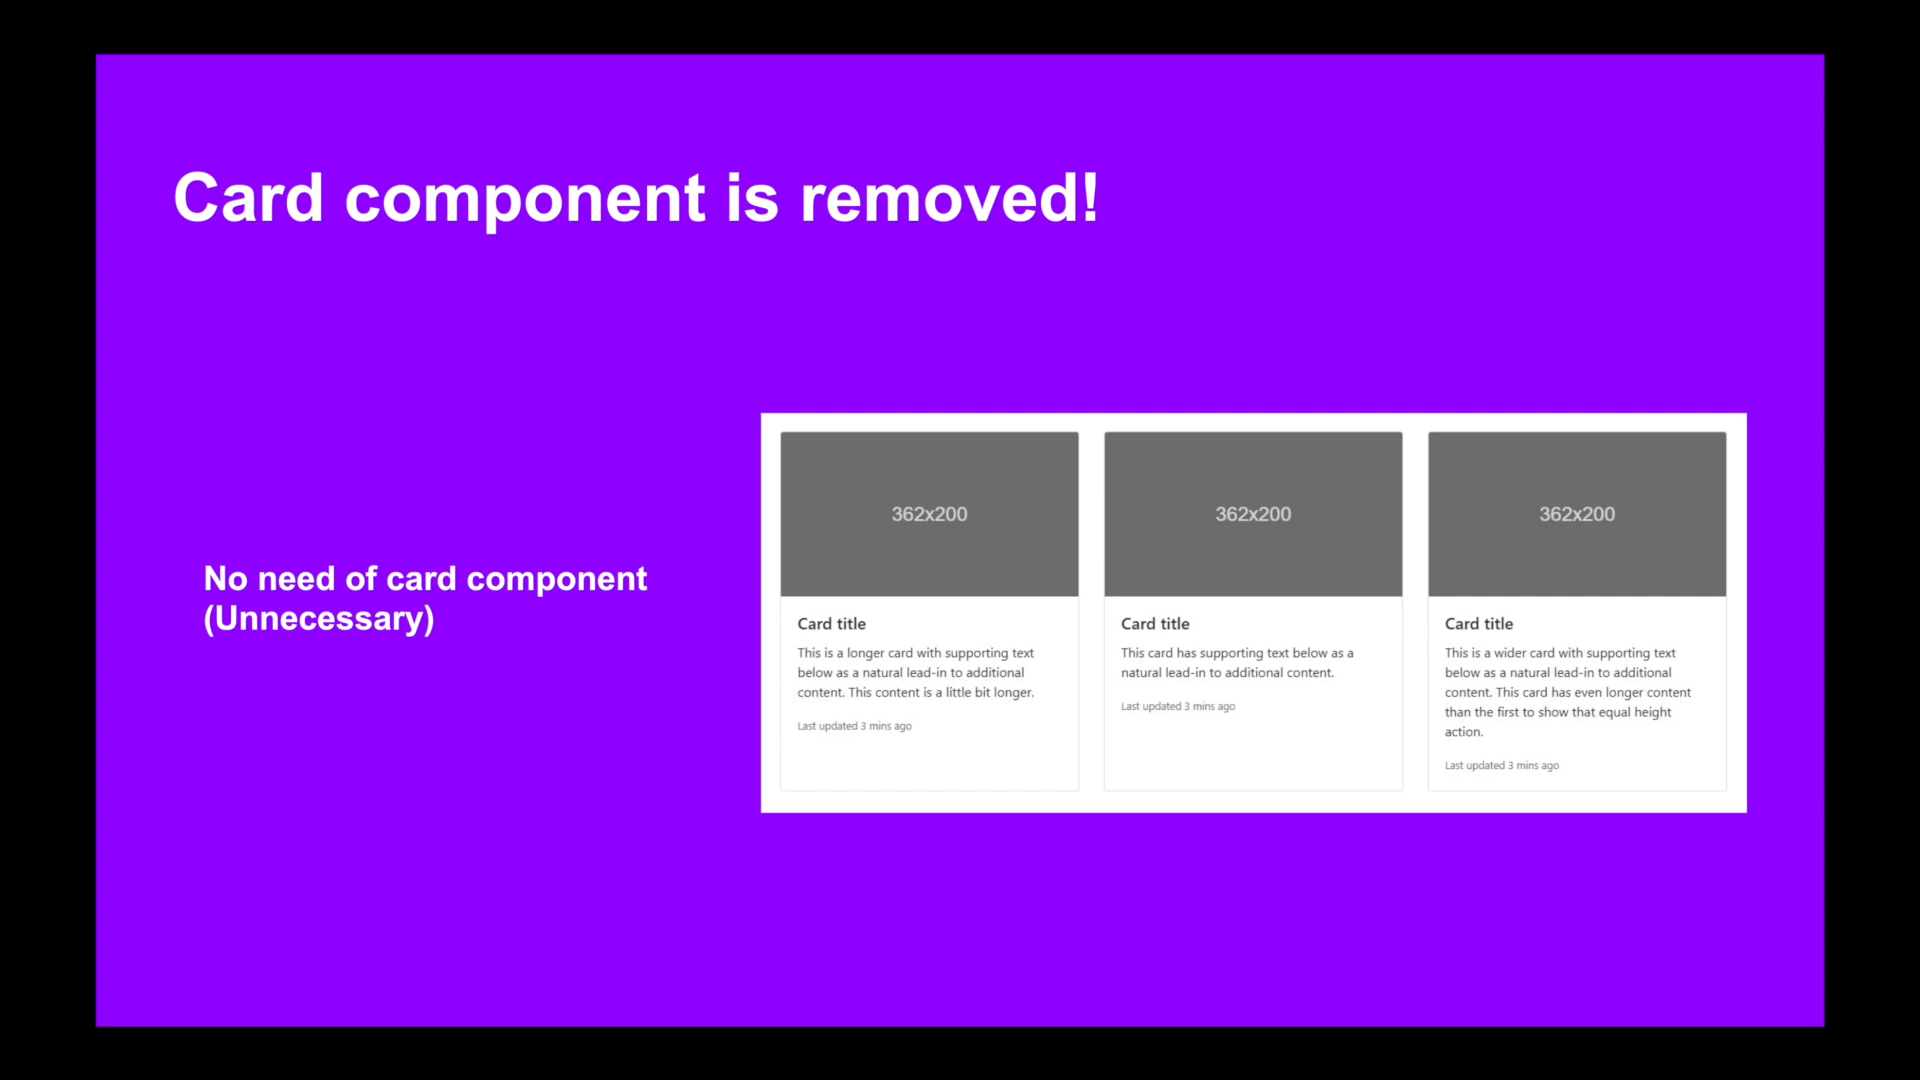 Card component is removed!
No need of card component
(Unnecessary)
362x200
Card title
This is a longer card with supporting text
below as a natural lead-in to additional
content. This content is a little bit longer.
Last updated 3 mins ago
362x200
Card title
This card has supporting text below as a
natural lead-in to additional content.
Last updated 3 mins ago
362x200
Card title
This is a wider card with supporting text
below as a natural lead-in to additional
content. This card has even longer content
than the first to show that equal height
action.
Last updated 3 mins ago